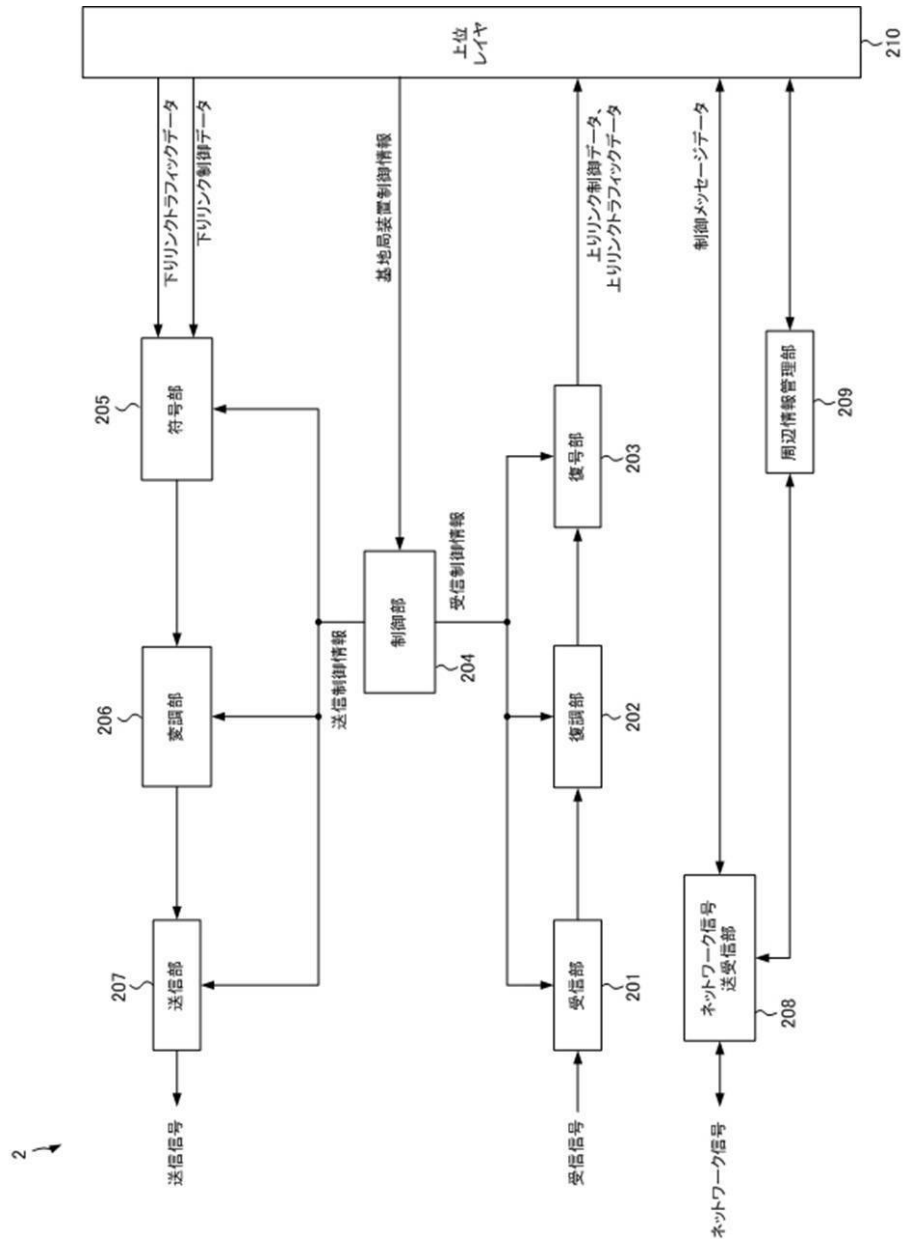 2
送信信号
送信部
207
変調部
206
符号部
205
下りリンクトラフィックデータ
下りリンク制御データ
送信制御情報
制御部
204
受信制御情報
基地局装置制御情報
上位
レイヤ
210
受信信号
受信部
201
復調部
202
復号部
203
上りリンク制御データ、
上りリンクトラフィックデータ
ネットワーク信号
ネットワーク信号
送受信部
208
制御メッセージデータ
周辺情報管理部
209